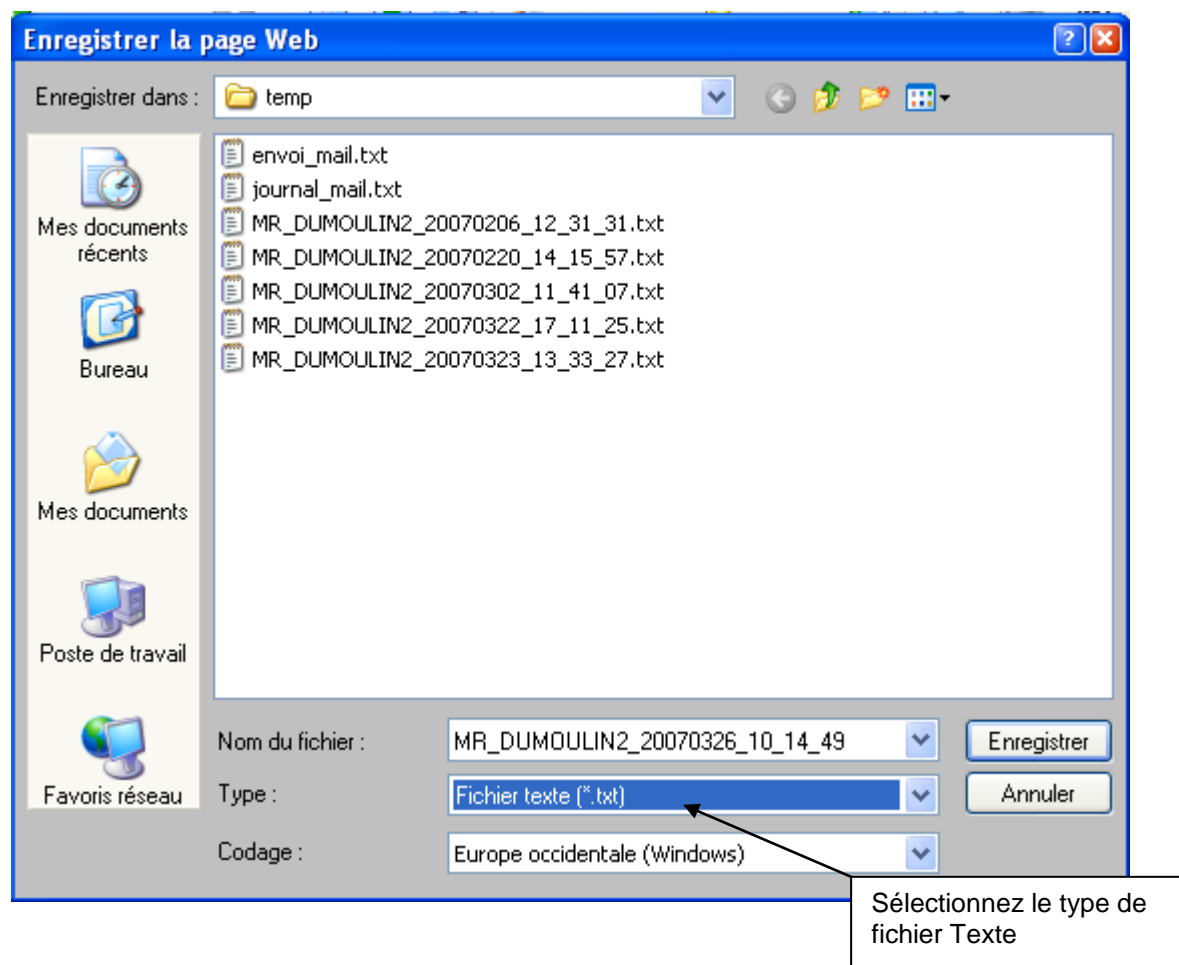 Enregistrer la page Web
Enregistrer dans :
temp
Mes documents
récents
Bureau
Mes documents
Poste de travail
Favoris réseau
envoi_mail.txt
journal_mail.txt
MR_DUMOULIN2_20070206_12_31_31.txt
MR_DUMOULIN2_20070220_14_15_57.txt
MR_DUMOULIN2_20070302_11_41_07.txt
MR_DUMOULIN2_20070322_17_11_25.txt
MR_DUMOULIN2_20070323_13_33_27.txt
Nom du fichier :
MR_DUMOULIN2_20070326_10_14_49
Enregistrer
Type :
Fichier texte (*.txt)
Annuler
Codage :
Europe occidentale (Windows)
Sélectionnez le type de
fichier Texte